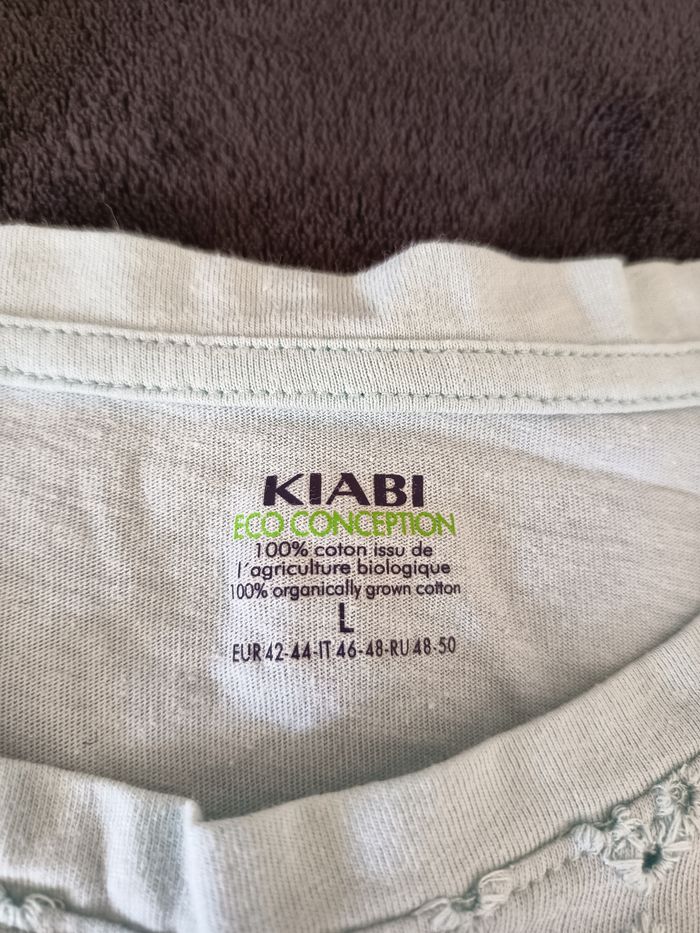 KIABI
ECO CONCEPTION
100% coton issu de
l'agriculture biologique
100% organically grown cotton
L
EUR 42-44-IT 46-48-RU 48-50